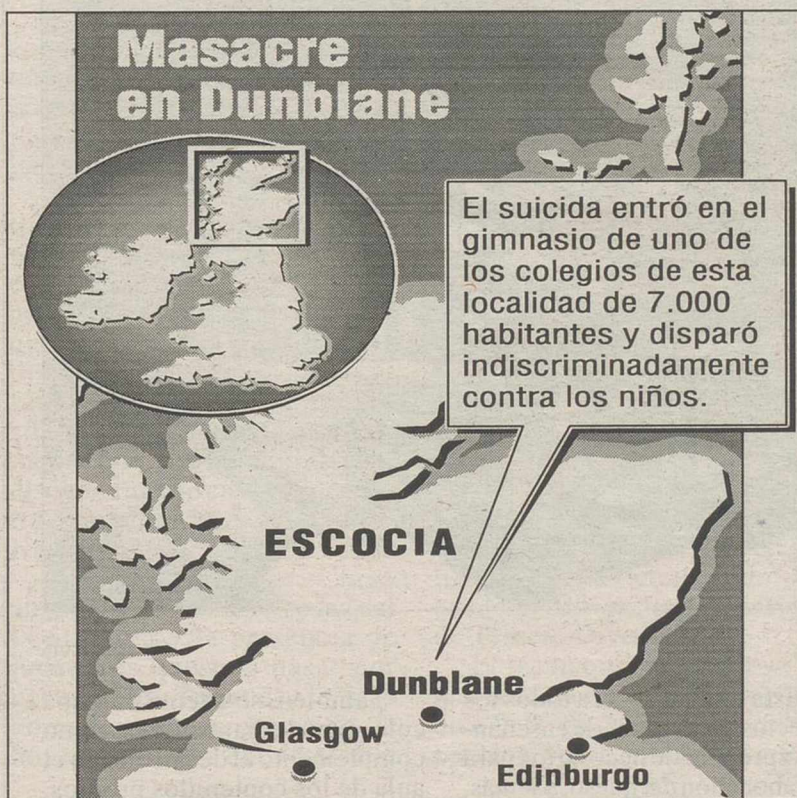 Masacre
en Dunblane
El suicida entró en el
gimnasio de uno de
los colegios de esta
localidad de 7.000
habitantes y disparó
indiscriminadamente
contra los niños.
ESCOCIA
Dunblane
Glasgow
Edinburgo